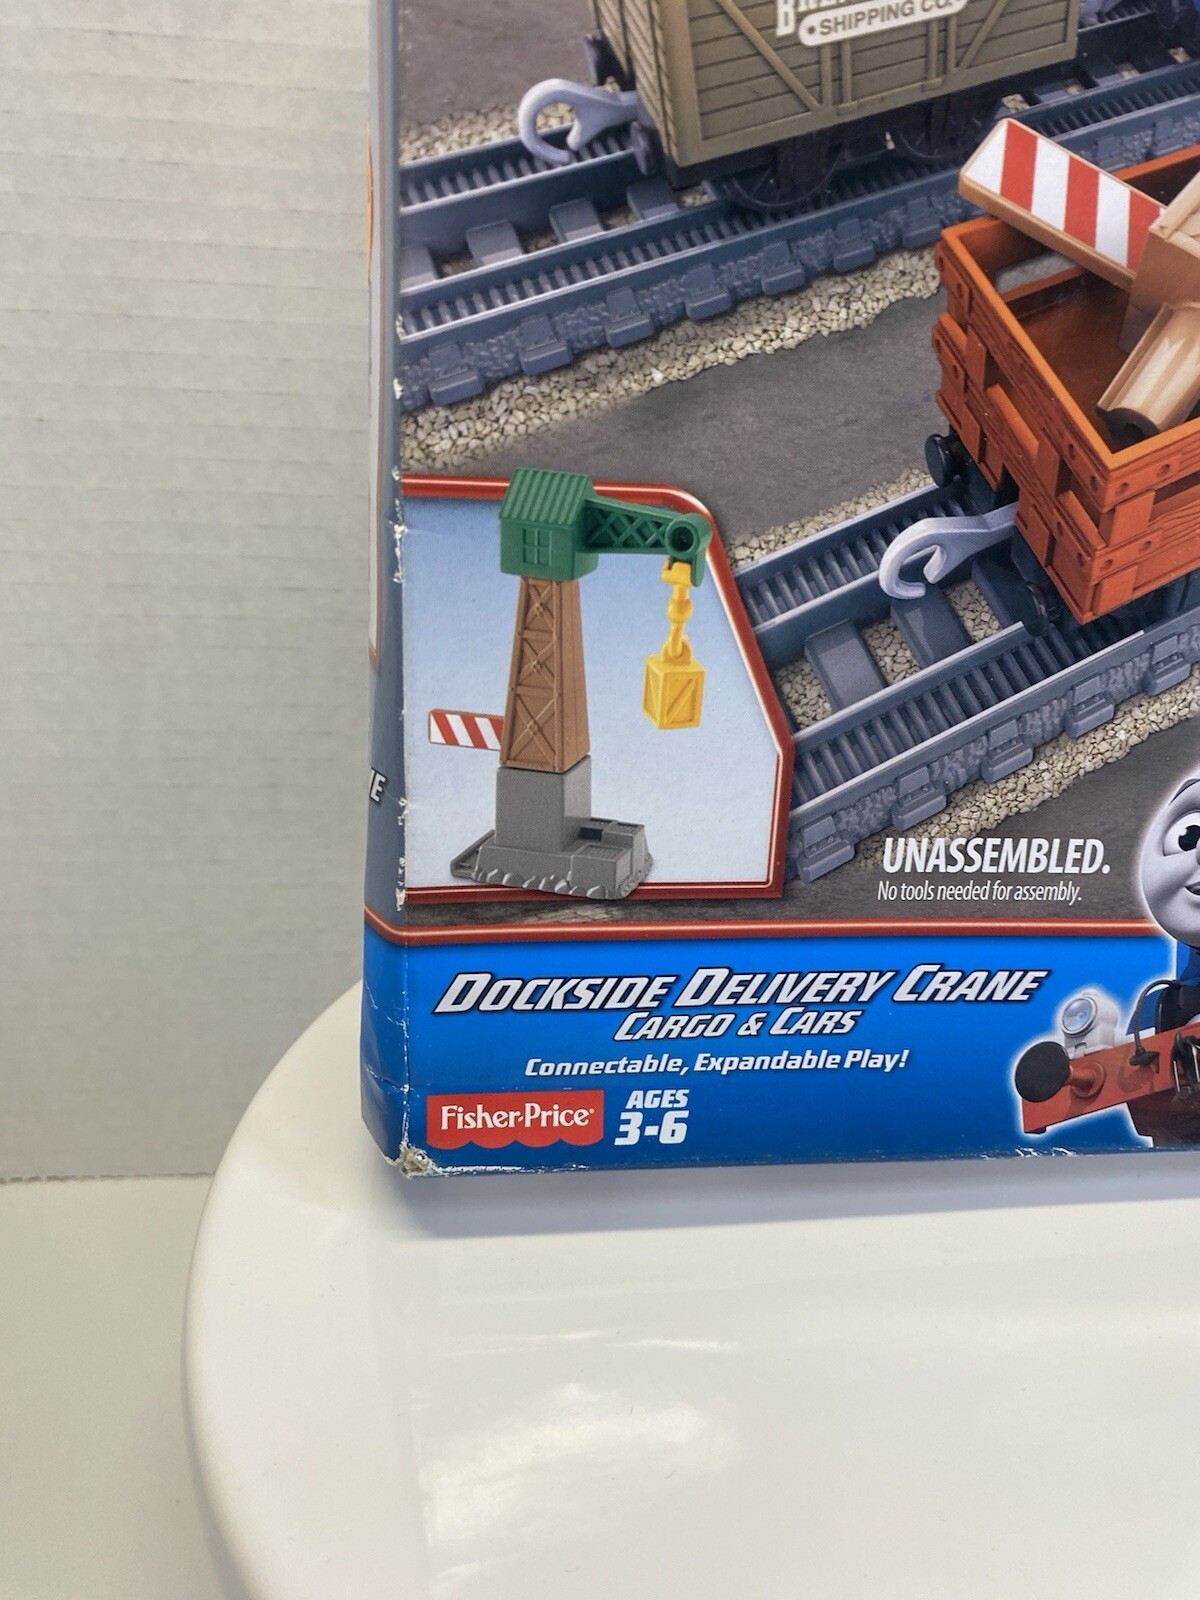 SHIPPING CO.
UNASSEMBLED.
No tools needed for assembly.
DOCKSIDE DELIVERY CRANE
CARGO & CARS
Connectable, Expandable Play!
Fisher-Price
AGES
3-6